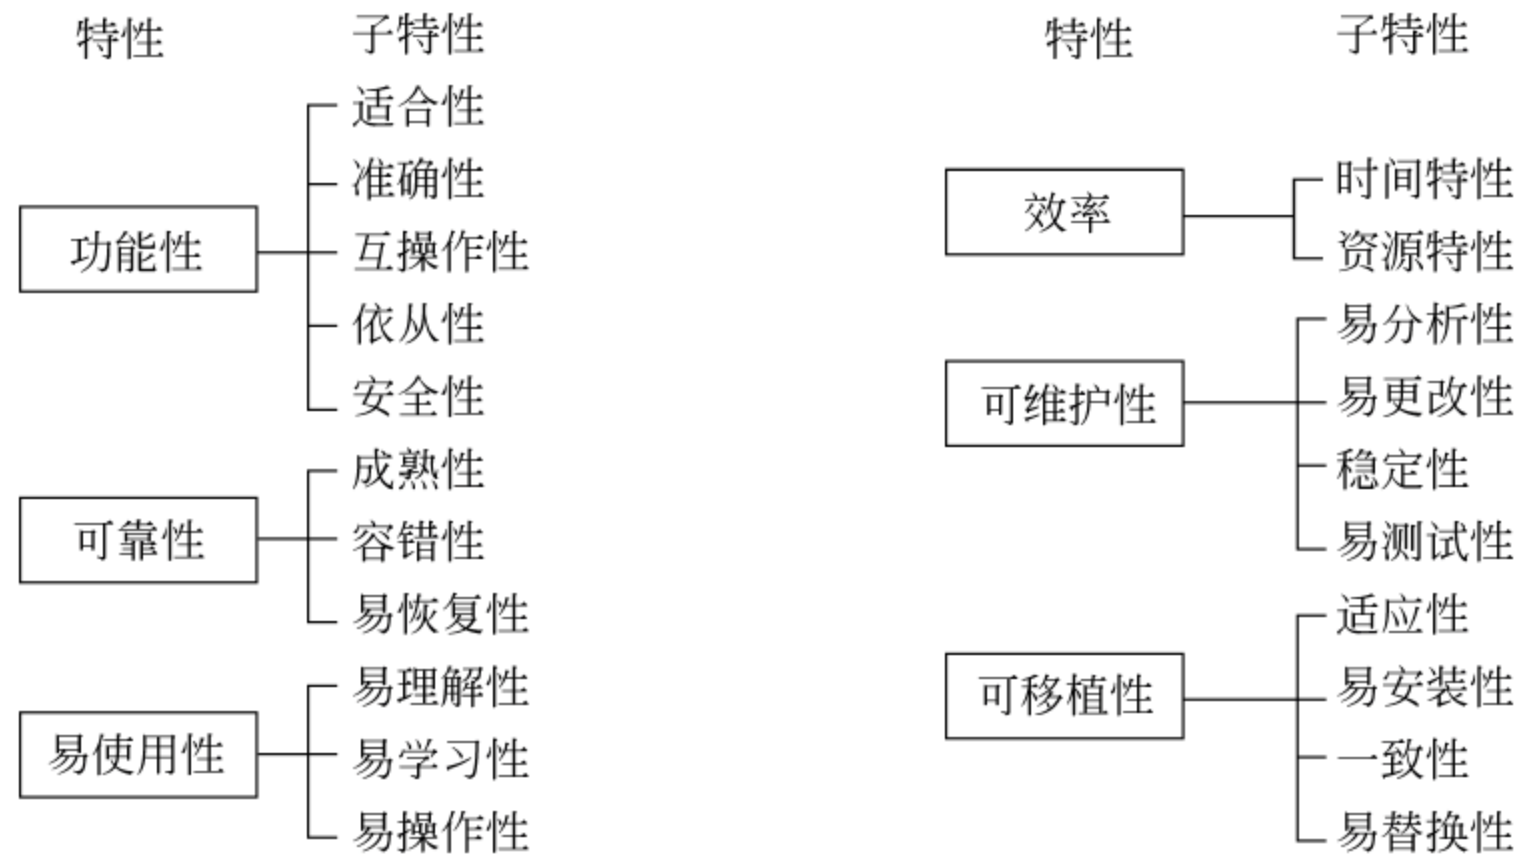 特性
子特性
功能性
适合性
准确性
互操作性
依从性
安全性
可靠性
成熟性
容错性
易恢复性
易使用性
易理解性
易学习性
易操作性
特性
子特性
效率
时间特性
资源特性
可维护性
易分析性
易更改性
稳定性
易测试性
可移植性
适应性
易安装性
一致性
易替换性